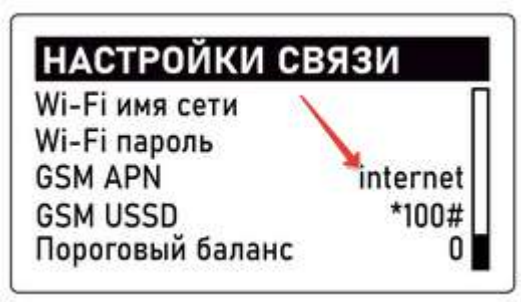 НАСТРОЙКИ СВЯЗИ
Wi-Fi имя сети
Wi-Fi пароль
GSM APN internet
GSM USSD *100#
Пороговый баланс 0